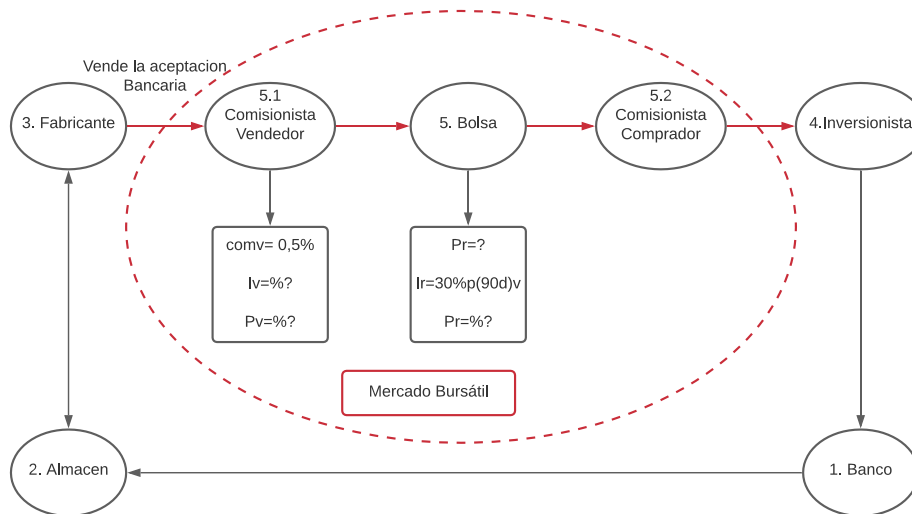 Vende la aceptacion
Bancaria
3. Fabricante
5.1
Comisionista
Vendedor
5. Bolsa
5.2
Comisionista
Comprador
4.Inversionista
comv= 0,5%
Iv=%?
Pv=%?
Pr=?
Ir=30%p(90d)v
Pr=%?
Mercado Bursátil
2. Almacen
1. Banco